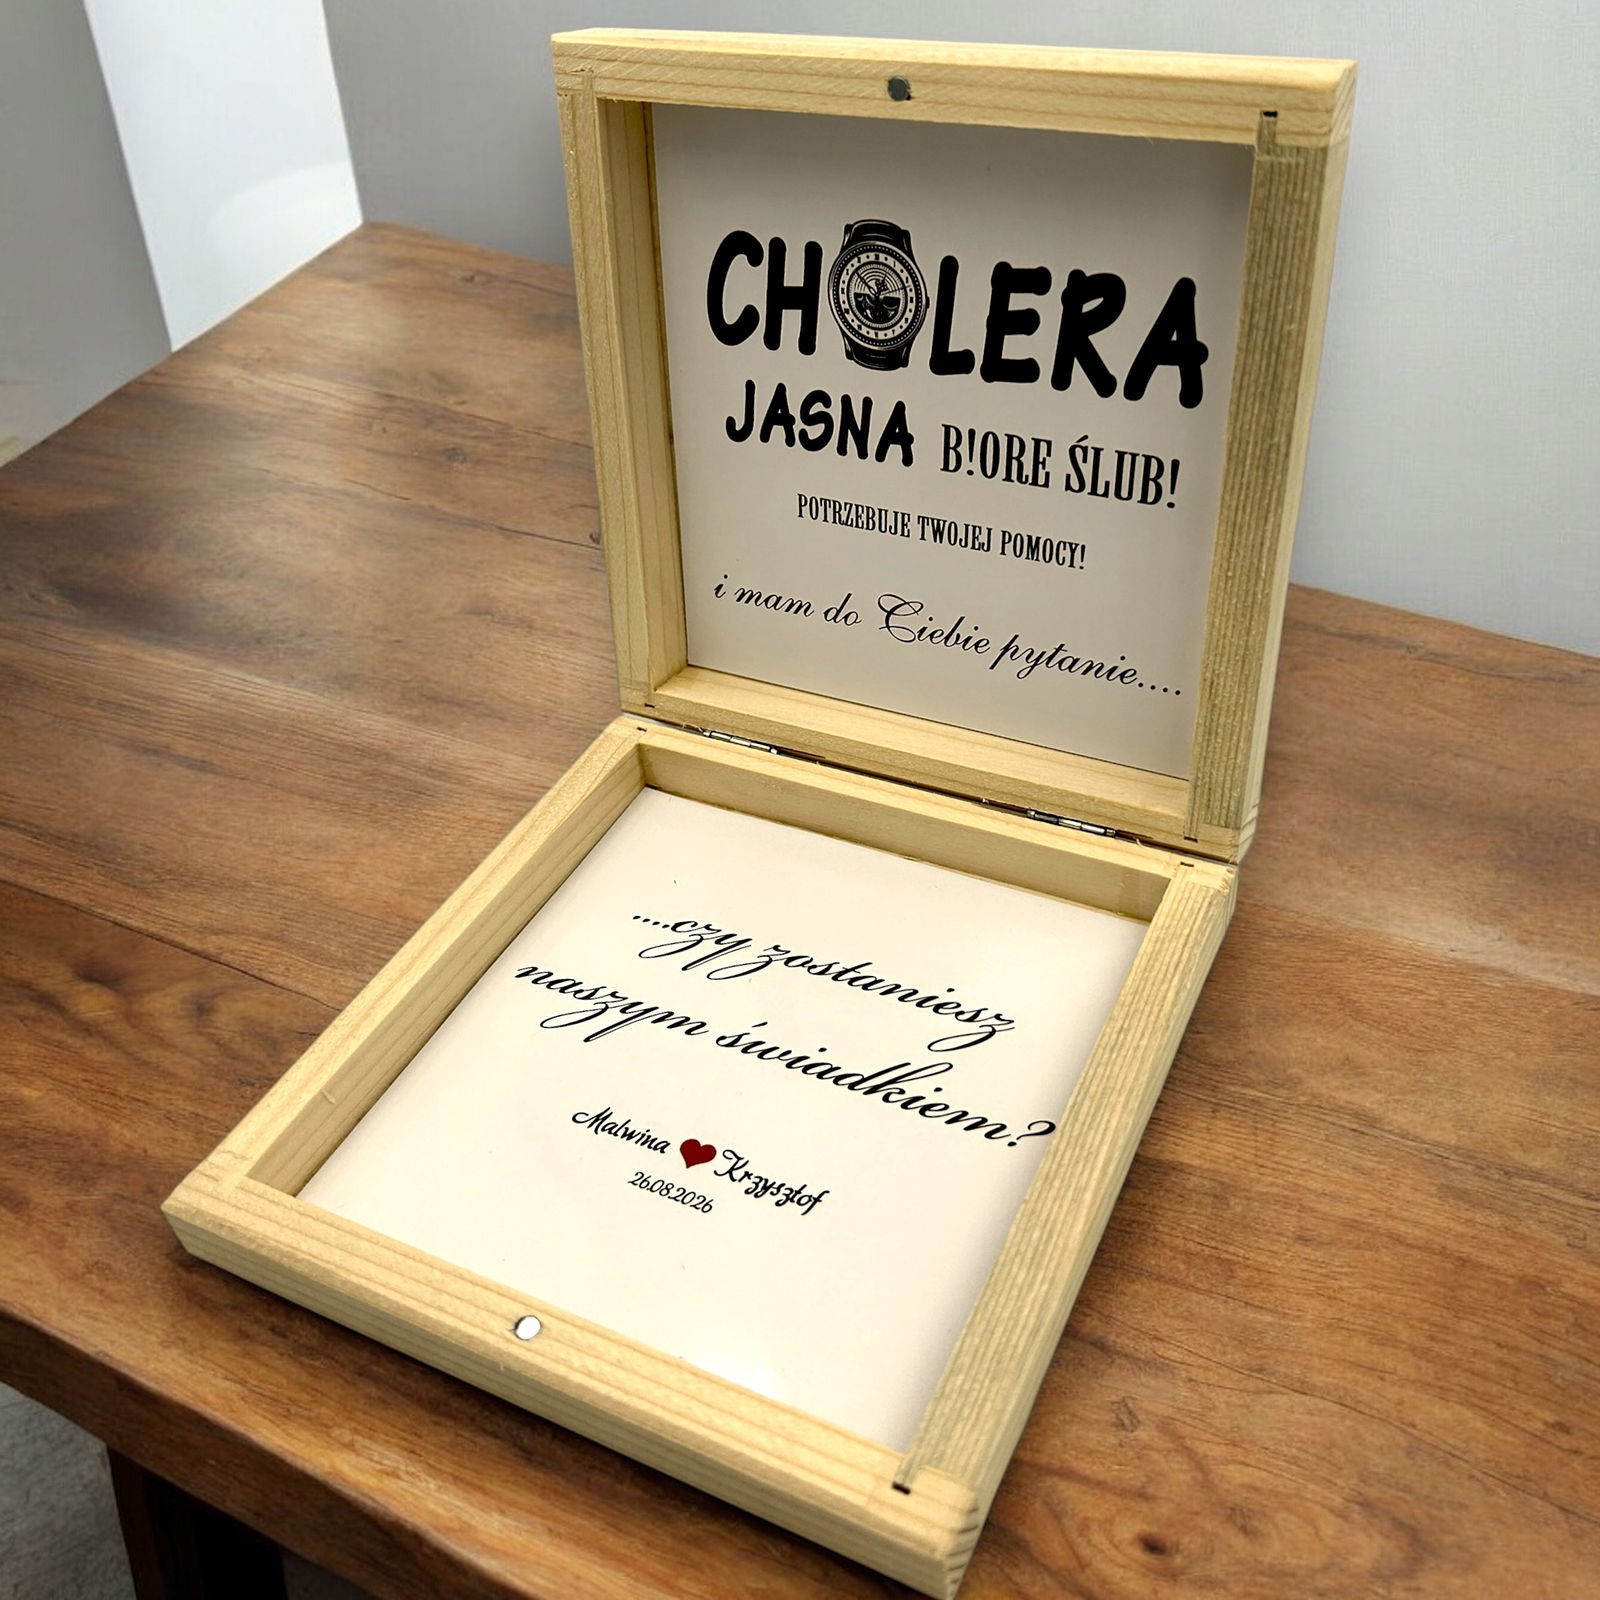 CHOLERA
JASNA B!ORE ŚLUB!
POTRZEBUJE TWOJEJ POMOCY!
i mam do Ciebie pytanie....
....czy zostaniesz
naszym świadkiem?
Malwina ❤ Krzysztof
26.08.2026